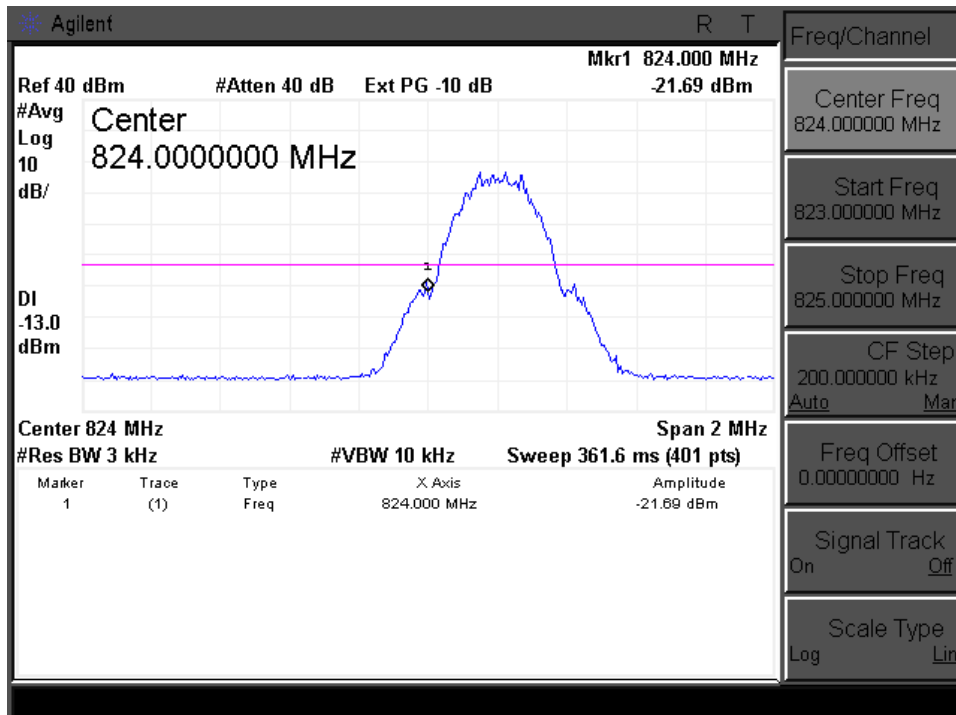 Agilent R T
Mkr1 824.000 MHz
Ref 40 dBm #Atten 40 dB Ext PG -10 dB -21.69 dBm
#Avg
Log
10
dB/
Center
824.0000000 MHz
1
DI
-13.0
dBm
Center 824 MHz Span 2 MHz
#Res BW 3 kHz #VBW 10 kHz Sweep 361.6 ms (401 pts)
Marker Trace Type X Axis Amplitude
1 (1) Freq 824.000 MHz -21.69 dBm
Freq/Channel
Center Freq
824.000000 MHz
Start Freq
823.000000 MHz
Stop Freq
825.000000 MHz
CF Step
200.000000 kHz
Auto Man
Freq Offset
0.00000000 Hz
Signal Track
On Off
Scale Type
Log Lin